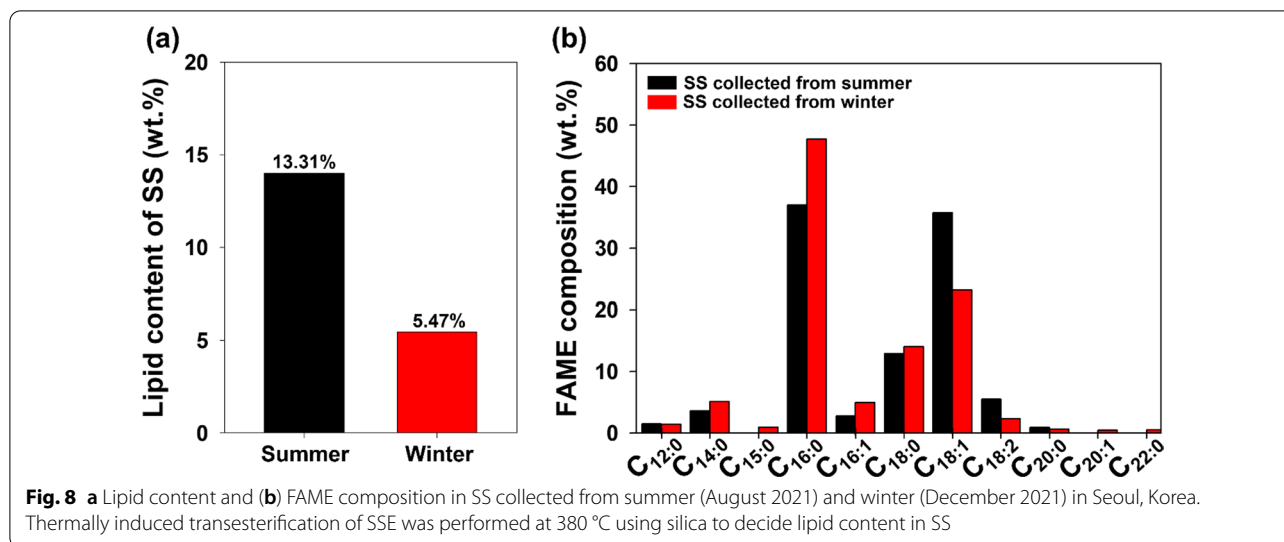 (a)
20
15
10
5
0
Lipid content of SS (wt.%)
13.31%
5.47%
Summer
Winter
(b)
60
50
40
30
20
10
0
FAME composition (wt.%)
SS collected from summer
SS collected from winter
C12:0
C14:0
C15:0
C16:0
C16:1
C18:0
C18:1
C18:2
C20:0
C20:1
C22:0
Fig. 8 a Lipid content and (b) FAME composition in SS collected from summer (August 2021) and winter (December 2021) in Seoul, Korea.
Thermally induced transesterification of SSE was performed at 380 °C using silica to decide lipid content in SS